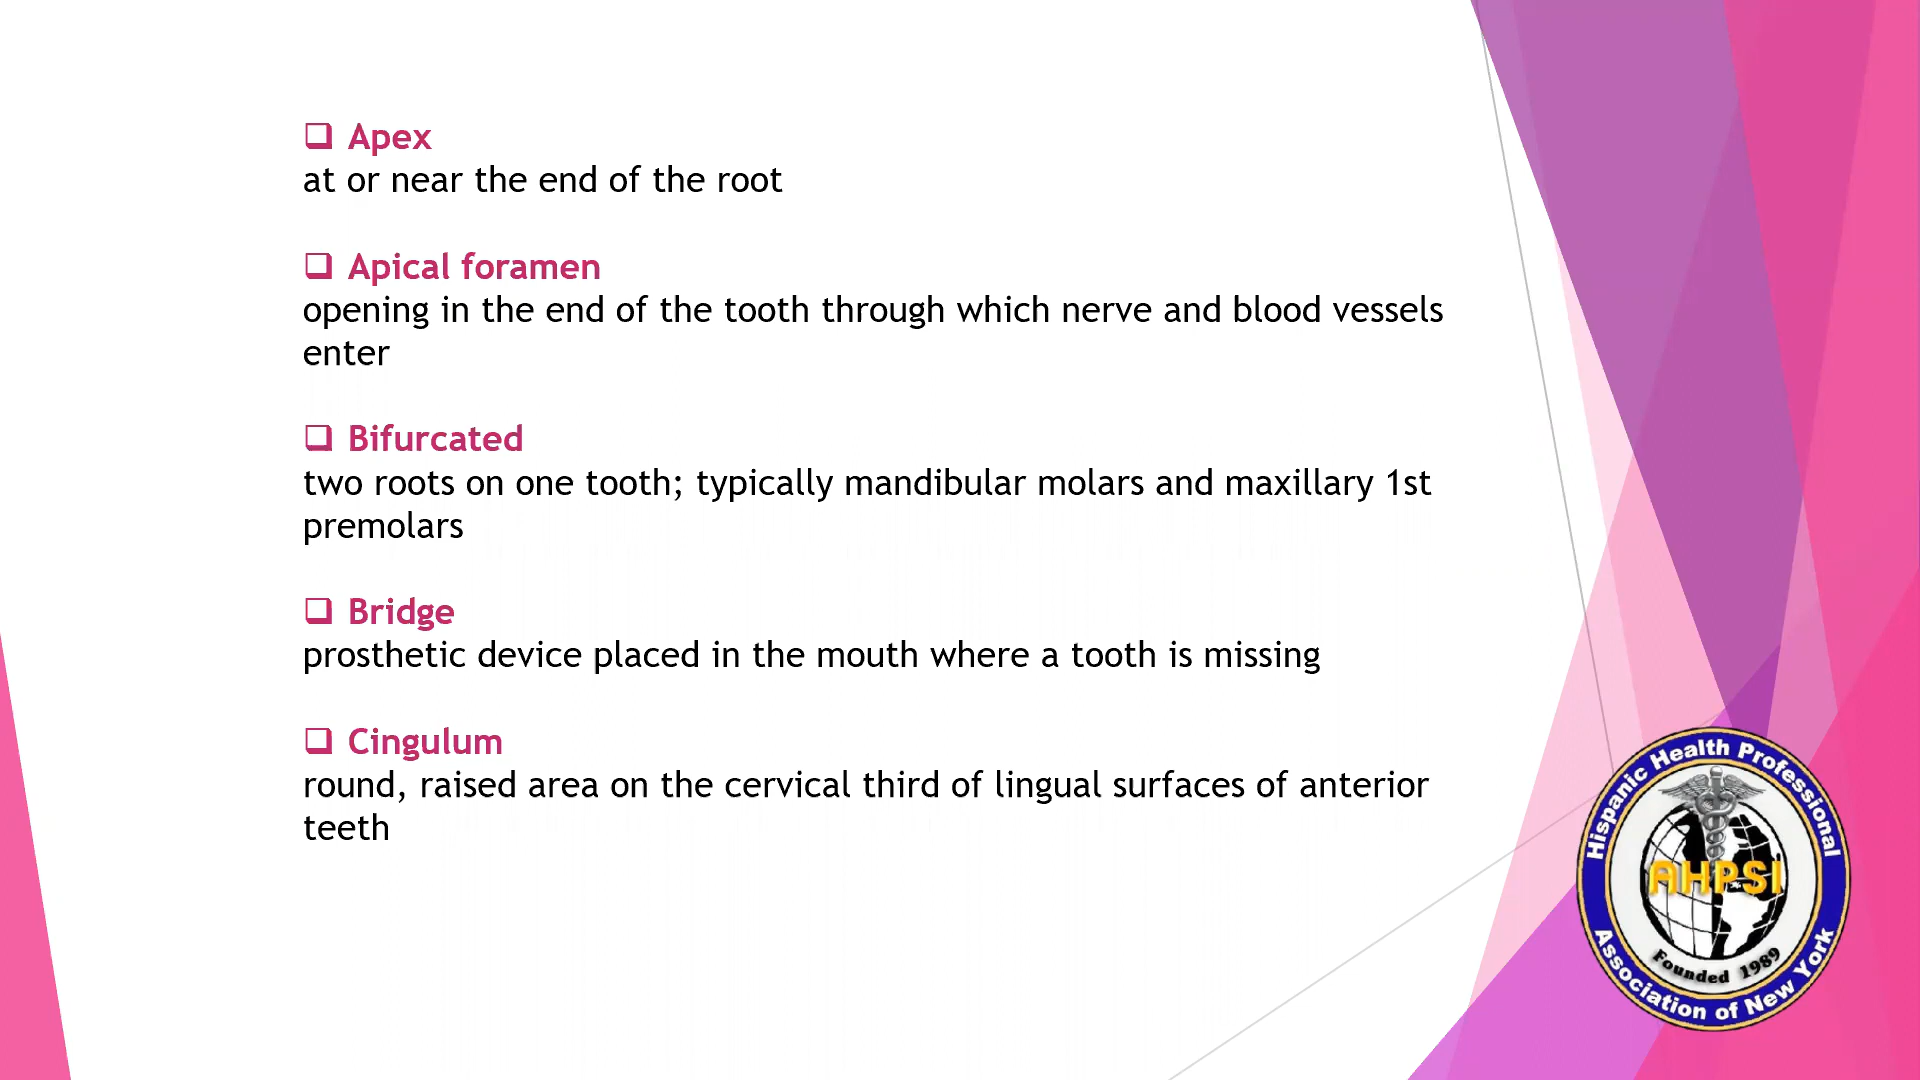 Apex
at or near the end of the root
Apical foramen
opening in the end of the tooth through which nerve and blood vessels
enter
Bifurcated
two roots on one tooth; typically mandibular molars and maxillary 1st
premolars
Bridge
prosthetic device placed in the mouth where a tooth is missing
Cingulum
round, raised area on the cervical third of lingual surfaces of anterior
teeth
Hispanic Health Professional
AHPSI
Founded 1989
Association of New York